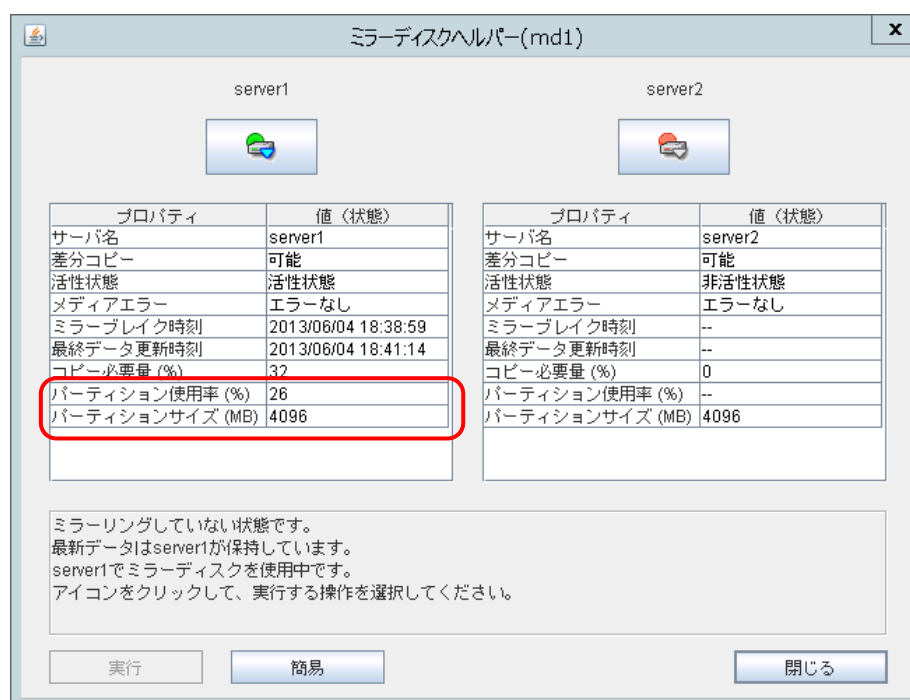 ミラーディスクヘルパー(md1)
x
server1
server2
プロパティ 値（状態）
サーバ名 server1
差分コピー 可能
活性状態 活性状態
メディアエラー エラーなし
ミラーブレイク時刻 2013/06/04 18:38:59
最終データ更新時刻 2013/06/04 18:41:14
コピー必要量 (%) 32
パーティション使用率 (%) 26
パーティションサイズ (MB) 4096
プロパティ 値（状態）
サーバ名 server2
差分コピー 可能
活性状態 非活性状態
メディアエラー エラーなし
ミラーブレイク時刻 --
最終データ更新時刻 --
コピー必要量 (%) 0
パーティション使用率 (%) --
パーティションサイズ (MB) 4096
ミラーリングしていない状態です。
最新データはserver1が保持しています。
server1でミラーディスクを使用中です。
アイコンをクリックして、実行する操作を選択してください。
実行
簡易
閉じる